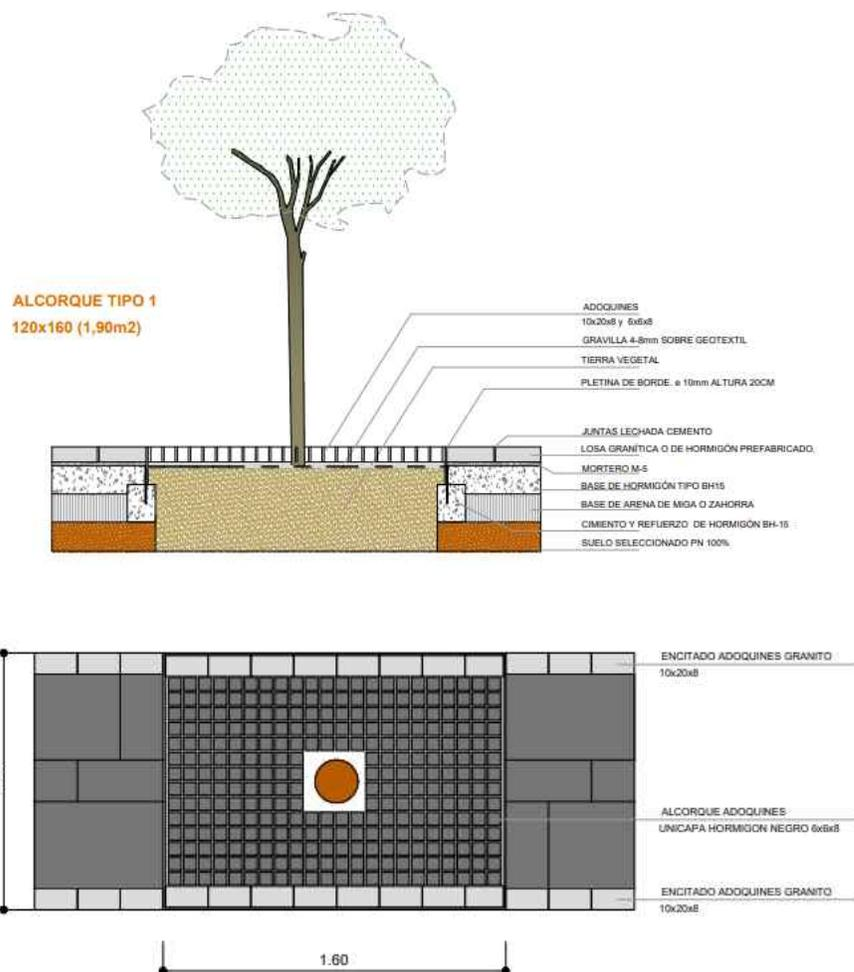 ALCORQUE TIPO 1
120x160 (1,90m2)
ADOQUINES
10x20x8 y 6x6x8
GRAVILLA 4-8mm SOBRE GEOTEXTIL
TIERRA VEGETAL
PLETINA DE BORDE. e 10mm ALTURA 20CM
JUNTAS LECHADA CEMENTO
LOSA GRANÍTICA O DE HORMIGÓN PREFABRICADO.
MORTERO M-5
BASE DE HORMIGÓN TIPO BH15
BASE DE ARENA DE MIGA O ZAHORRA
CIMIENTO Y REFUERZO DE HORMIGÓN BH-15
SUELO SELECCIONADO PN 100%
ENCITADO ADOQUINES GRANITO
10x20x8
ALCORQUE ADOQUINES
UNICAPA HORMIGON NEGRO 6x6x8
ENCITADO ADOQUINES GRANITO
10x20x8
1.60